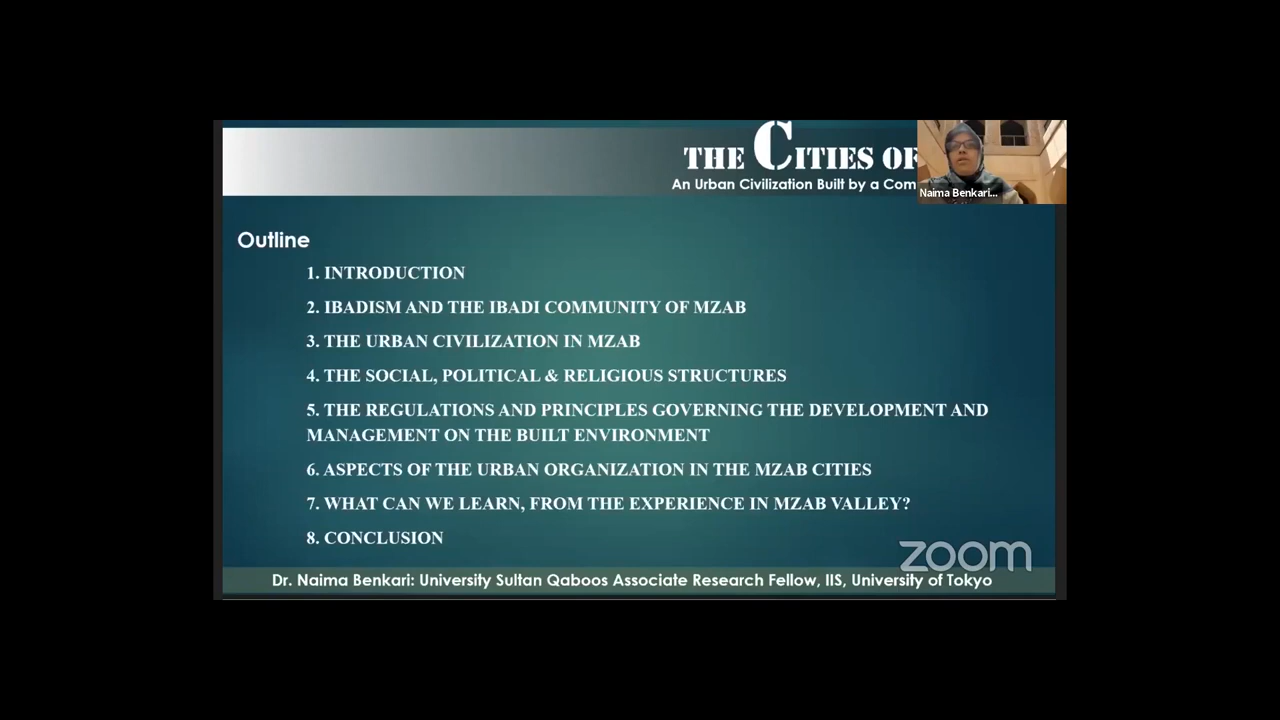 THE CITIES OF
An Urban Civilization Built by a Com
Naima Benkari...
Outline
1. INTRODUCTION
2. IBADISM AND THE IBADI COMMUNITY OF MZAB
3. THE URBAN CIVILIZATION IN MZAB
4. THE SOCIAL, POLITICAL & RELIGIOUS STRUCTURES
5. THE REGULATIONS AND PRINCIPLES GOVERNING THE DEVELOPMENT AND
MANAGEMENT ON THE BUILT ENVIRONMENT
6. ASPECTS OF THE URBAN ORGANIZATION IN THE MZAB CITIES
7. WHAT CAN WE LEARN, FROM THE EXPERIENCE IN MZAB VALLEY?
8. CONCLUSION
zoom
Dr. Naima Benkari: University Sultan Qaboos Associate Research Fellow, IIS, University of Tokyo